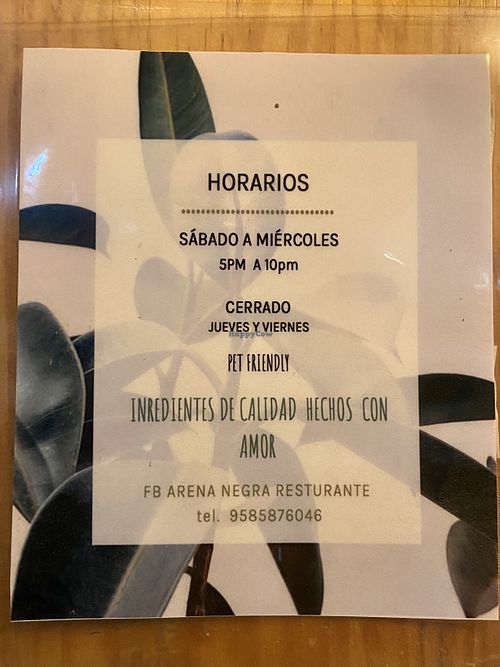 HORARIOS
SÁBADO A MIÉRCOLES
5PM A 10pm
CERRADO
JUEVES Y VIERNES
HappyCow
PET FRIENDLY
INREDIENTES DE CALIDAD HECHOS CON
AMOR
FB ARENA NEGRA RESTURANTE
tel. 9585876046